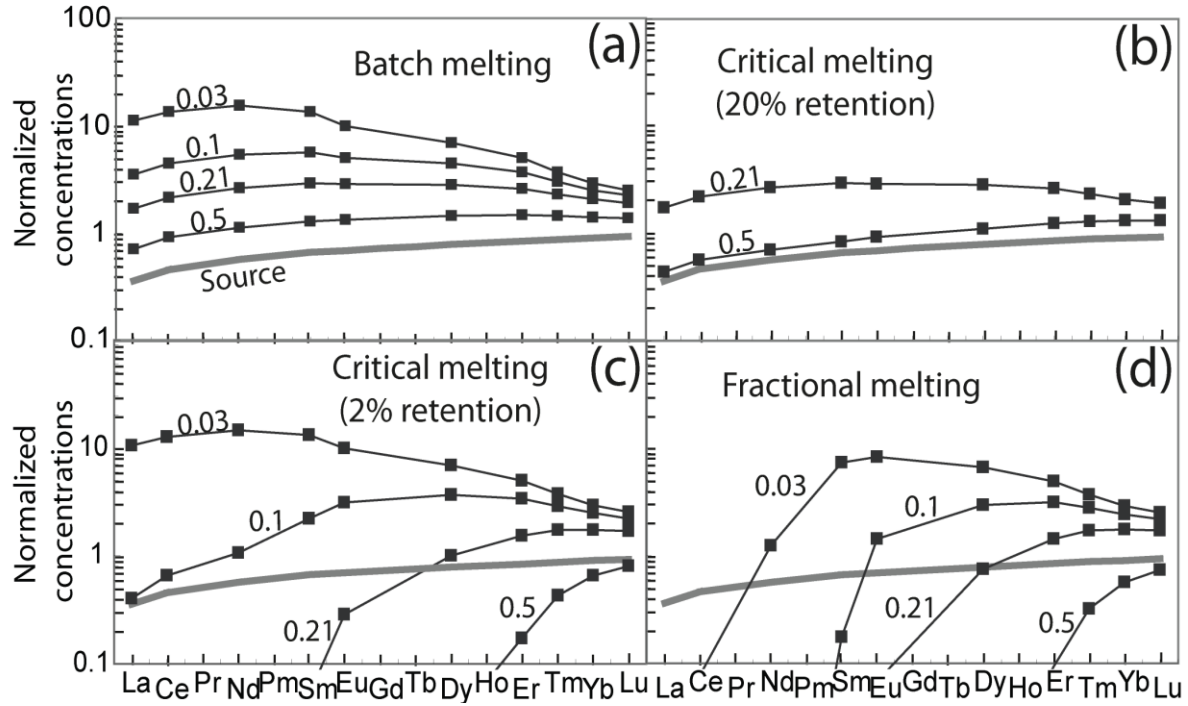 100
10
1
0.1
Normalized
concentrations
(a)
Batch melting
0.03
0.1
0.21
0.5
Source
(b)
Critical melting
(20% retention)
0.21
0.5
10
1
0.1
Normalized
concentrations
(c)
Critical melting
(2% retention)
0.03
0.1
0.21
0.5
La Ce Pr Nd Pm Sm Eu Gd Tb Dy Ho Er Tm Yb Lu
(d)
Fractional melting
0.03
0.1
0.21
0.5
La Ce Pr Nd Pm Sm Eu Gd Tb Dy Ho Er Tm Yb Lu